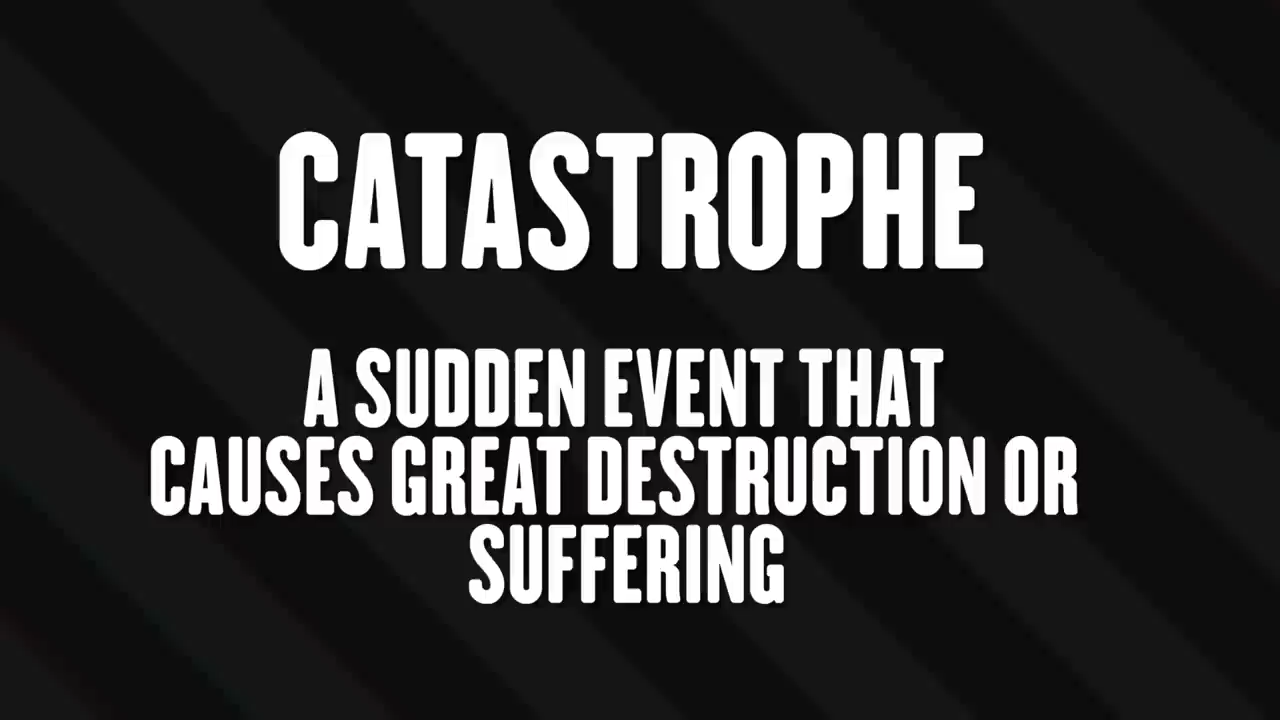 CATASTROPHE
A SUDDEN EVENT THAT
CAUSES GREAT DESTRUCTION OR
SUFFERING